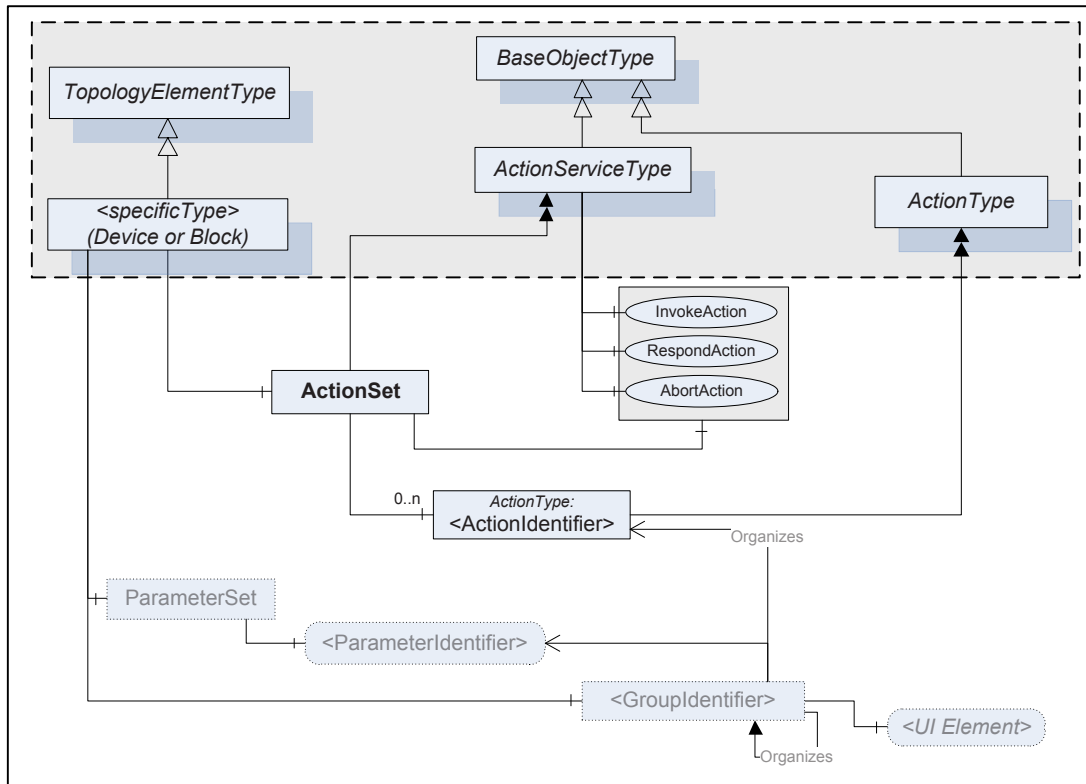 BaseObjectType
TopologyElementType
ActionServiceType
ActionType
<specificType>
(Device or Block)
InvokeAction
RespondAction
AbortAction
ActionSet
0..n
ActionType:
<ActionIdentifier>
Organizes
ParameterSet
<ParameterIdentifier>
<GroupIdentifier>
<UI Element>
Organizes